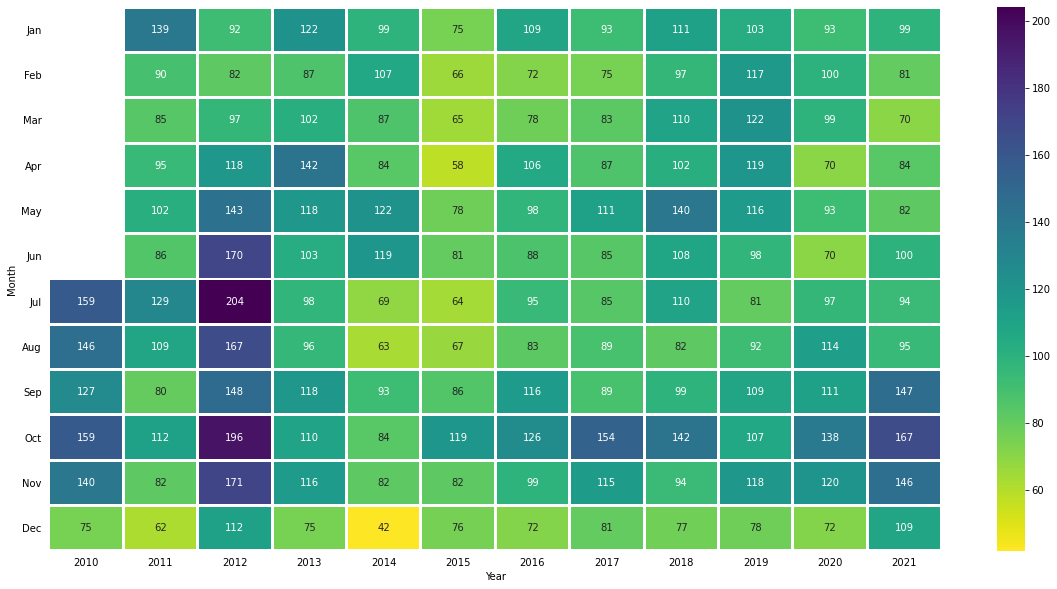 Jan 139 92 122 99 75 109 93 111 103 93 99
Feb 90 82 87 107 66 72 75 97 117 100 81
Mar 85 97 102 87 65 78 83 110 122 99 70
Apr 95 118 142 84 58 106 87 102 119 70 84
May 102 143 118 122 78 98 111 140 116 93 82
Jun 86 170 103 119 81 88 85 108 98 70 100
Jul 159 129 204 98 69 64 95 85 110 81 97 94
Aug 146 109 167 96 63 67 83 89 82 92 114 95
Sep 127 80 148 118 93 86 116 89 99 109 111 147
Oct 159 112 196 110 84 119 126 154 142 107 138 167
Nov 140 82 171 116 82 82 99 115 94 118 120 146
Dec 75 62 112 75 42 76 72 81 77 78 72 109
2010 2011 2012 2013 2014 2015 2016 2017 2018 2019 2020 2021
Year
Month
200
180
160
140
120
100
80
60